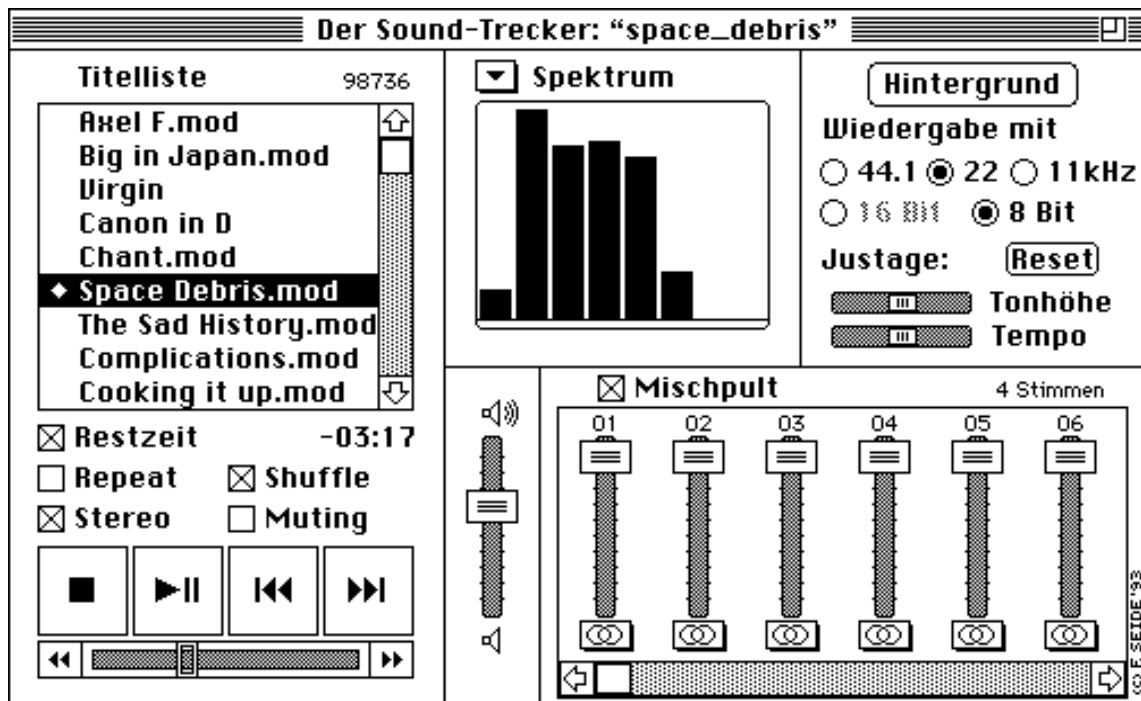 Der Sound-Trecker: “space_debris”
Titelliste
98736
Axel F.mod
Big in Japan.mod
Virgin
Canon in D
Chant.mod
Space Debris.mod
The Sad History.mod
Complications.mod
Cooking it up.mod
Restzeit
-03:17
Repeat
Shuffle
Stereo
Muting
Spektrum
Hintergrund
Wiedergabe mit
44.1 22 11kHz
16 Bit 8 Bit
Justage: Reset
Tonhöhe
Tempo
Mischpult
4 Stimmen
01 02 03 04 05 06
© F. SEIDE'93